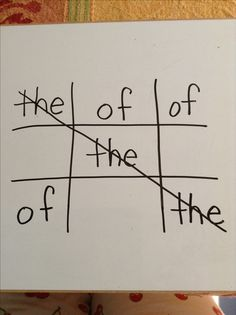 the of of
the
of the